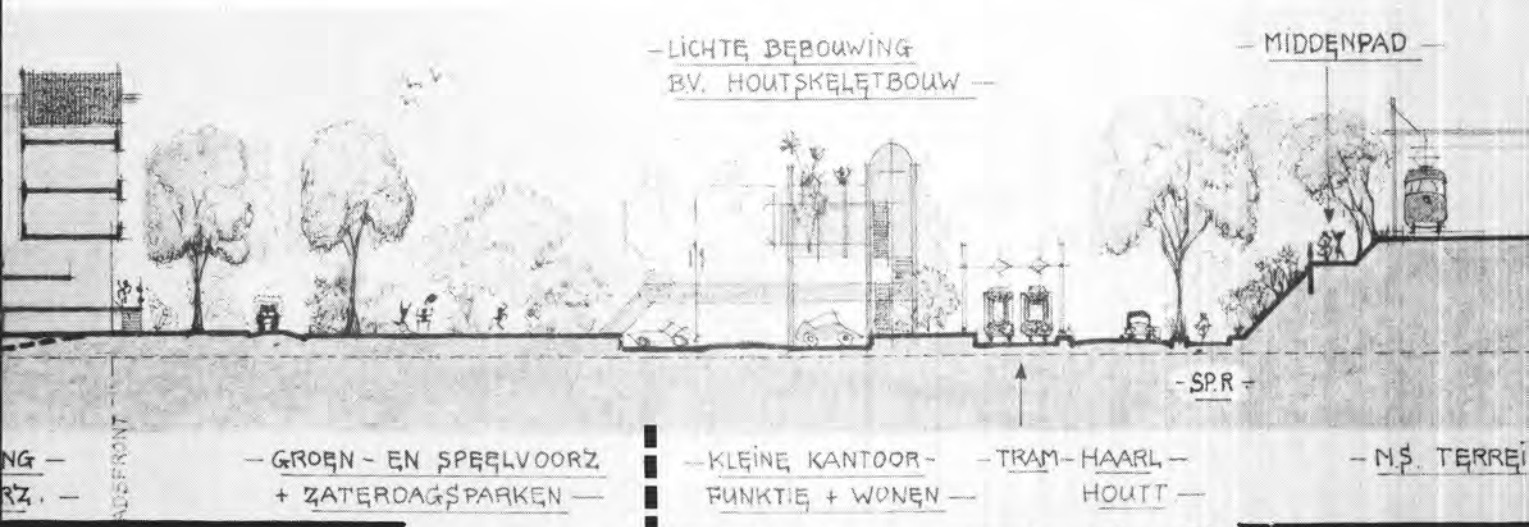 - LICHTE BEBOUWING
BV. HOUTSKELETBOUW -
- MIDDENPAD -
- SP.R -
NG -
RZ. -
ADSFRONT
- GROEN - EN SPEELVOORZ
+ ZATERDAGSPARKEN -
- KLEINE KANTOOR -
FUNKTIE + WONEN -
- TRAM - HAARL -
HOUTT -
- N.S. TERREI